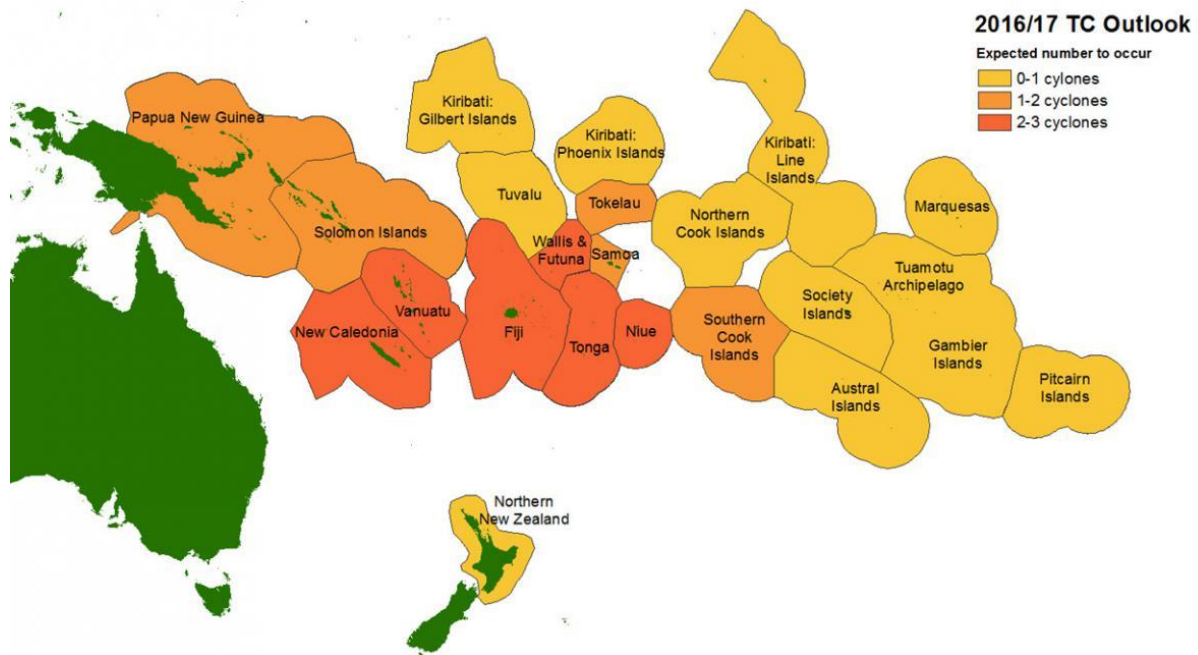 2016/17 TC Outlook
Expected number to occur
0-1 cylones
1-2 cyclones
2-3 cyclones
Papua New Guinea
Kiribati:
Gilbert Islands
Kiribati:
Phoenix Islands
Kiribati:
Line
Islands
Tuvalu
Tokelau
Marquesas
Northern
Cook Islands
Solomon Islands
Wallis &
Futuna
Samoa
Tuamotu
Archipelago
Society
Islands
Vanuatu
New Caledonia
Fiji
Tonga
Niue
Southern
Cook
Islands
Gambier
Islands
Austral
Islands
Pitcairn
Islands
Northern
New Zealand